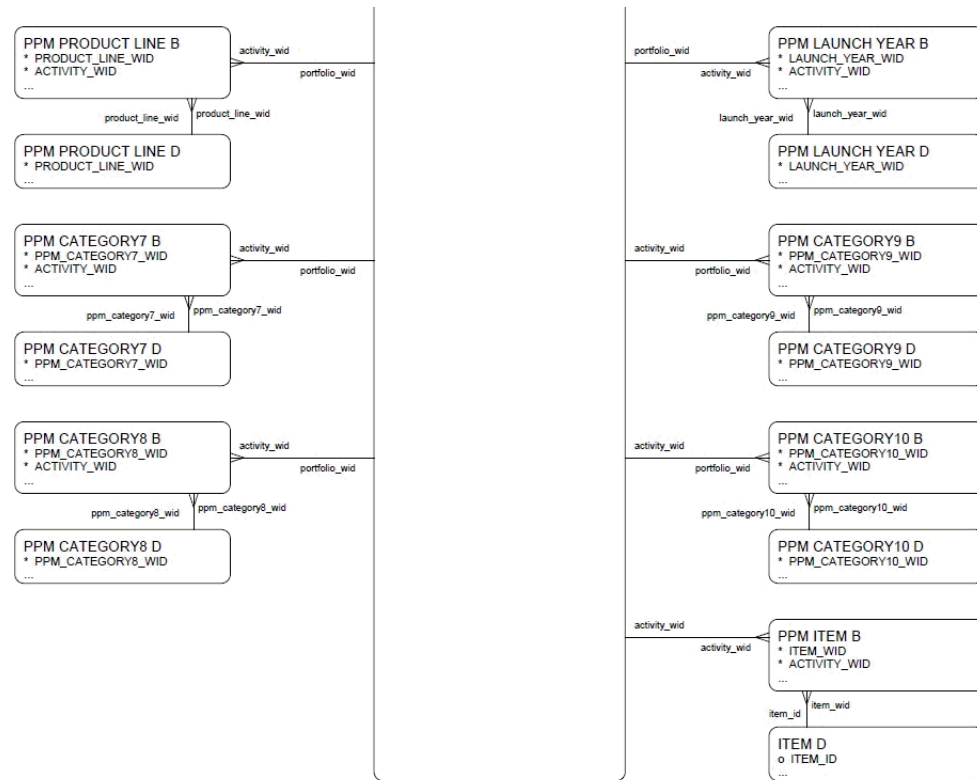 PPM PRODUCT LINE B
* PRODUCT_LINE_WID
* ACTIVITY_WID
...
activity_wid
portfolio_wid
product_line_wid
product_line_wid
PPM PRODUCT LINE D
* PRODUCT_LINE_WID
...
PPM CATEGORY7 B
* PPM_CATEGORY7_WID
* ACTIVITY_WID
...
activity_wid
portfolio_wid
ppm_category7_wid
ppm_category7_wid
PPM CATEGORY7 D
* PPM_CATEGORY7_WID
...
PPM CATEGORY8 B
* PPM_CATEGORY8_WID
* ACTIVITY_WID
...
activity_wid
portfolio_wid
ppm_category8_wid
ppm_category8_wid
PPM CATEGORY8 D
* PPM_CATEGORY8_WID
...
portfolio_wid
activity_wid
PPM LAUNCH YEAR B
* LAUNCH_YEAR_WID
* ACTIVITY_WID
...
launch_year_wid
launch_year_wid
PPM LAUNCH YEAR D
* LAUNCH_YEAR_WID
...
activity_wid
portfolio_wid
PPM CATEGORY9 B
* PPM_CATEGORY9_WID
* ACTIVITY_WID
...
ppm_category9_wid
ppm_category9_wid
PPM CATEGORY9 D
* PPM_CATEGORY9_WID
...
activity_wid
portfolio_wid
PPM CATEGORY10 B
* PPM_CATEGORY10_WID
* ACTIVITY_WID
...
ppm_category10_wid
ppm_category10_wid
PPM CATEGORY10 D
* PPM_CATEGORY10_WID
...
activity_wid
activity_wid
PPM ITEM B
* ITEM_WID
* ACTIVITY_WID
...
item_wid
item_id
ITEM D
o ITEM_ID
...